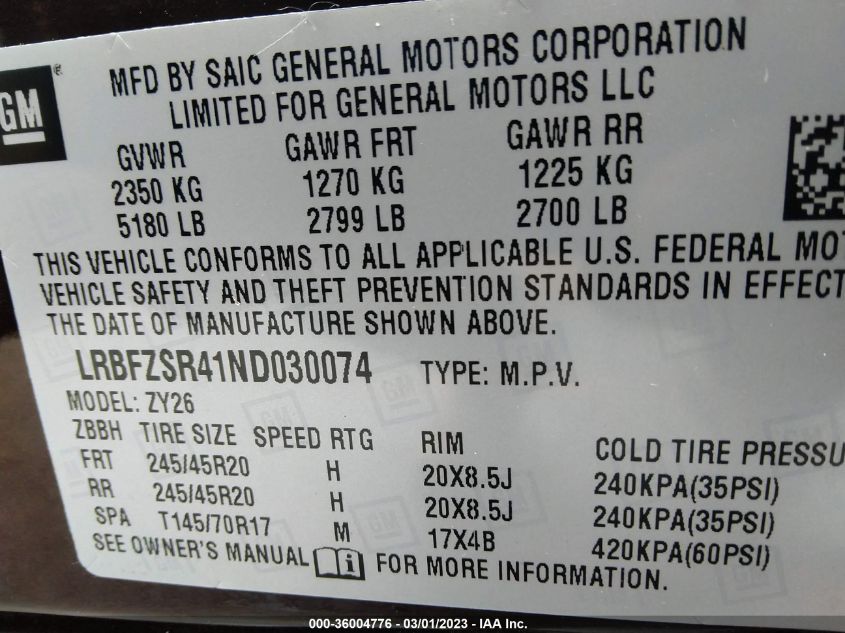 GM®
MFD BY SAIC GENERAL MOTORS CORPORATION
LIMITED FOR GENERAL MOTORS LLC
GVWR GAWR FRT GAWR RR
2350 KG 1270 KG 1225 KG
5180 LB 2799 LB 2700 LB
THIS VEHICLE CONFORMS TO ALL APPLICABLE U.S. FEDERAL MOT
VEHICLE SAFETY AND THEFT PREVENTION STANDARDS IN EFFECT
THE DATE OF MANUFACTURE SHOWN ABOVE.
LRBFZSR41ND030074 TYPE: M.P.V.
MODEL: ZY26
ZBBH TIRE SIZE SPEED RTG RIM COLD TIRE PRESSU
FRT 245/45R20 H 20X8.5J 240KPA(35PSI)
RR 245/45R20 H 20X8.5J 240KPA(35PSI)
SPA T145/70R17 M 17X4B 420KPA(60PSI)
SEE OWNER'S MANUAL i FOR MORE INFORMATION.
000-36004776 // 03/01/2023 // IAA Inc.